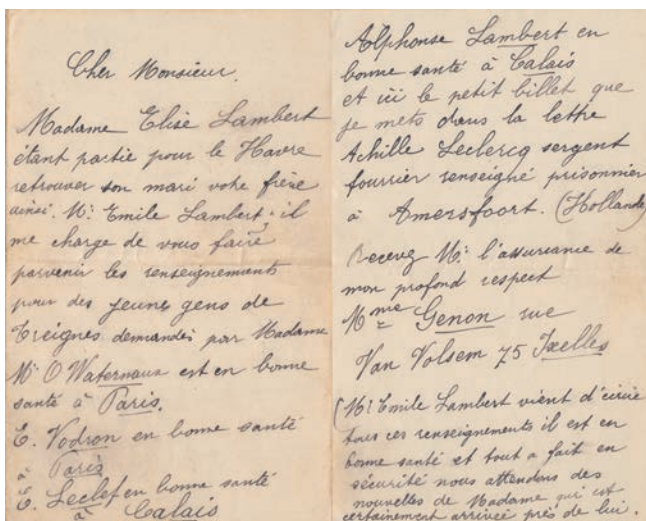 Cher Monsieur.
Madame Elise Lambert
étant partie pour le Havre
retrouver son mari votre frère
ainsi. Mr Emile Lambert, il
me charge de vous faire
parvenir les renseignements
pour des jeunes gens de
Treignes demandés par Madame
Mr O Waternaux est en bonne
santé à Paris.
E. Vodron en bonne santé
à Paris
E. Leclef en bonne santé
à Calais
Alphonse Lambert en
bonne santé à Calais
et ici le petit billet que
je mets dans la lettre
Achille Leclercq sergent
fourrier renseigné prisonnier
à Amersfoort. (Hollande)
Recevez Mr l'assurance de
mon profond respect
Mme Genon rue
Van Volsem 75 Ixelles
(Mr Emile Lambert vient d'écrire
tous ces renseignements il est en
bonne santé et tout a fait en
sécurité nous attendons des
nouvelles de Madame qui est
certainement arrivée près de lui.